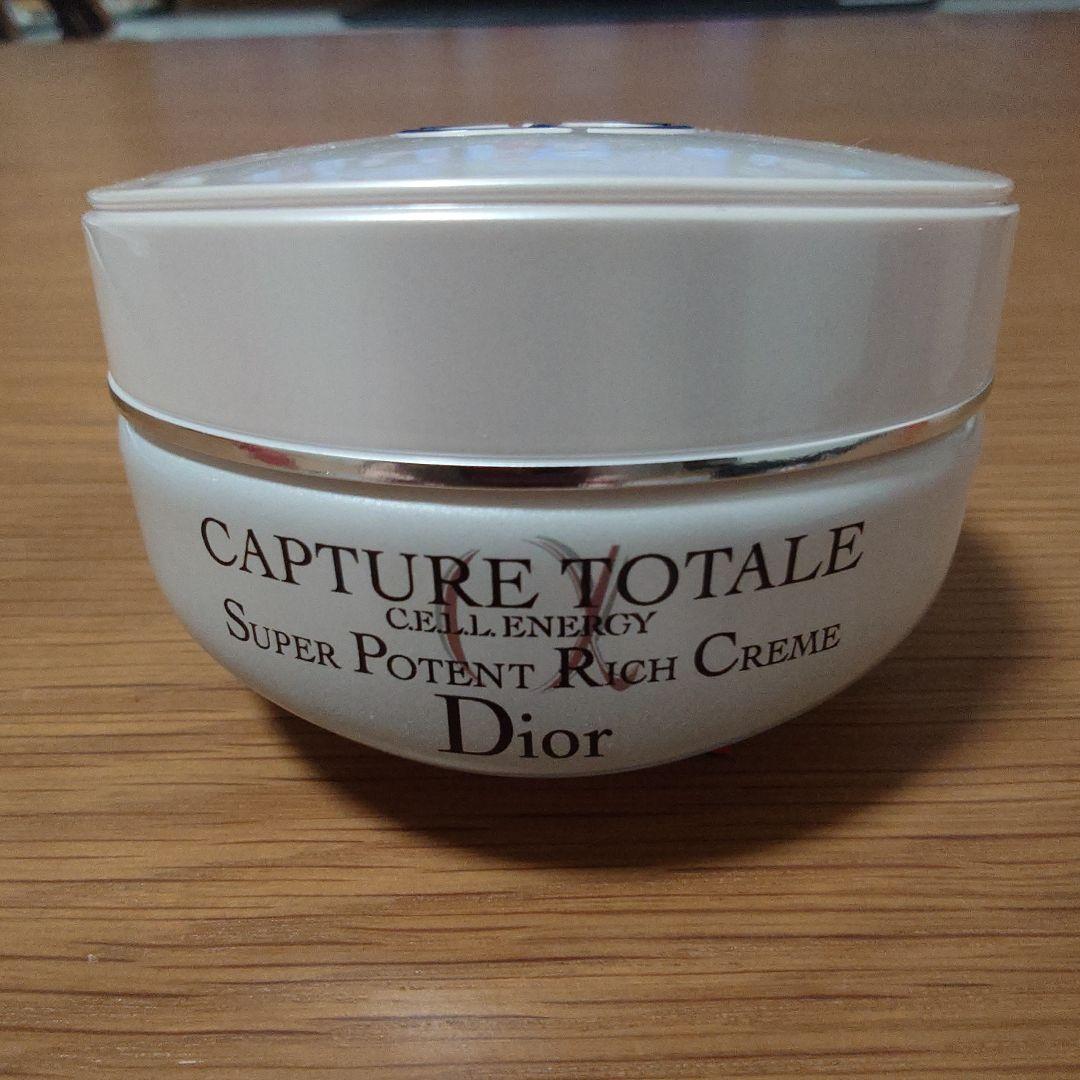 CAPTURE TOTALE
C.E.L.L. ENERGY
SUPER POTENT RICH CREME
Dior